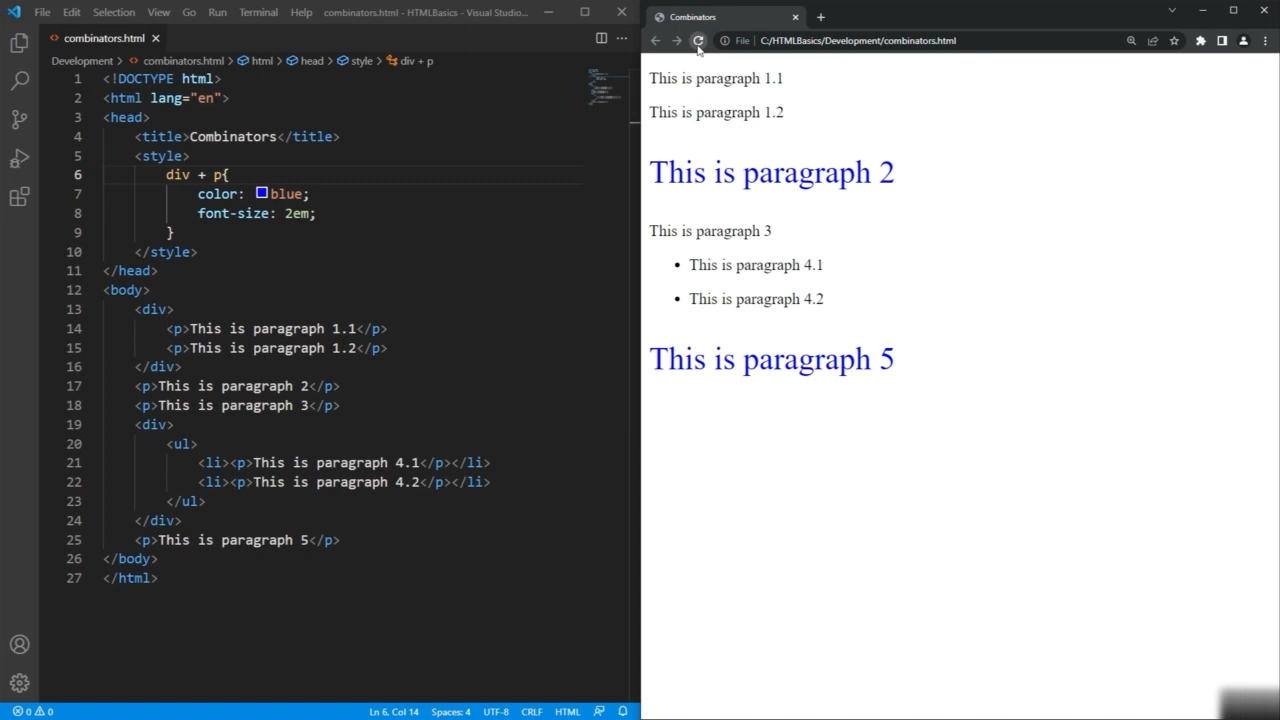 File Edit Selection View Go Run Terminal Help combinators.html - HTMLBasics - Visual Studio...
combinators.html
Development > combinators.html > html > head > style > div + p
1 <!DOCTYPE html>
2 <html lang="en">
3 <head>
4 <title>Combinators</title>
5 <style>
6 div + p{
7 color: blue;
8 font-size: 2em;
9 }
10 </style>
11 </head>
12 <body>
13 <div>
14 <p>This is paragraph 1.1</p>
15 <p>This is paragraph 1.2</p>
16 </div>
17 <p>This is paragraph 2</p>
18 <p>This is paragraph 3</p>
19 <div>
20 <ul>
21 <li><p>This is paragraph 4.1</p></li>
22 <li><p>This is paragraph 4.2</p></li>
23 </ul>
24 </div>
25 <p>This is paragraph 5</p>
26 </body>
27 </html>
0 0 Ln 6, Col 14 Spaces: 4 UTF-8 CRLF HTML
Combinators
File C:/HTMLBasics/Development/combinators.html
This is paragraph 1.1
This is paragraph 1.2
This is paragraph 2
This is paragraph 3
• This is paragraph 4.1
• This is paragraph 4.2
This is paragraph 5